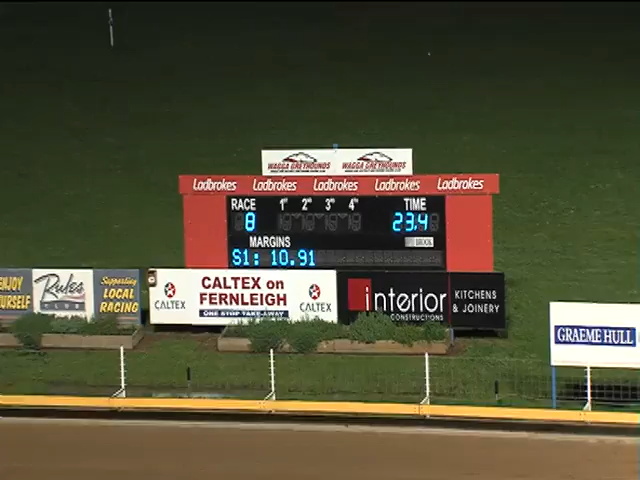 WAGGA GREYHOUNDS WAGGA GREYHOUNDS
Ladbrokes Ladbrokes Ladbrokes Ladbrokes Ladbrokes
RACE 1st 2nd 3rd 4th TIME
8 23.4
MARGINS
S1: 10.91
ENJOY
YOURSELF
Rules
CLUB
Supporting
LOCAL
RACING
CALTEX on
FERNLEIGH
ONE STOP TAKE-AWAY
CALTEX
CALTEX
interior
CONSTRUCTIONS
KITCHENS
& JOINERY
GRAEME HULL